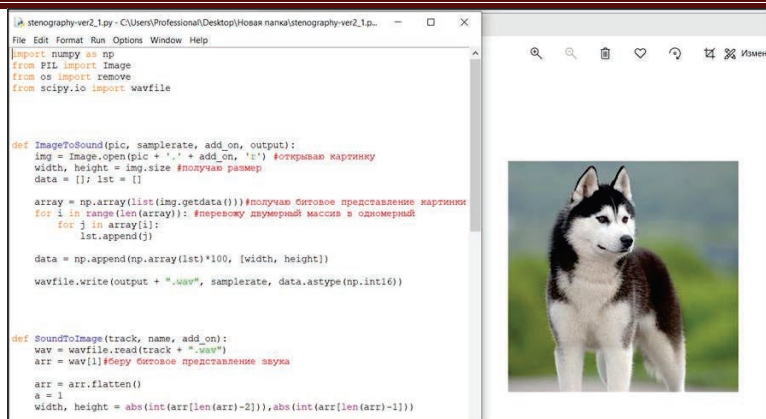 stenography-ver2_1.py - C:\Users\Professional\Desktop\Новая папка\stenography-ver2_1.p...
File Edit Format Run Options Window Help
import numpy as np
from PIL import Image
from os import remove
from scipy.io import wavfile
def ImageToSound(pic, samplerate, add_on, output):
img = Image.open(pic + '.' + add_on, 'r') #открываю картинку
width, height = img.size #получаю размер
data = []; lst = []
array = np.array(list(img.getdata()))#получаю битовое представление картинки
for i in range(len(array)): #перевожу двумерный массив в одномерный
for j in array[i]:
lst.append(j)
data = np.append(np.array(lst)*100, [width, height])
wavfile.write(output + ".wav", samplerate, data.astype(np.int16))
def SoundToImage(track, name, add_on):
wav = wavfile.read(track + ".wav")
arr = wav[1]#беру битовое представление звука
arr = arr.flatten()
a = 1
width, height = abs(int(arr[len(arr)-2])),abs(int(arr[len(arr)-1]))
Измен